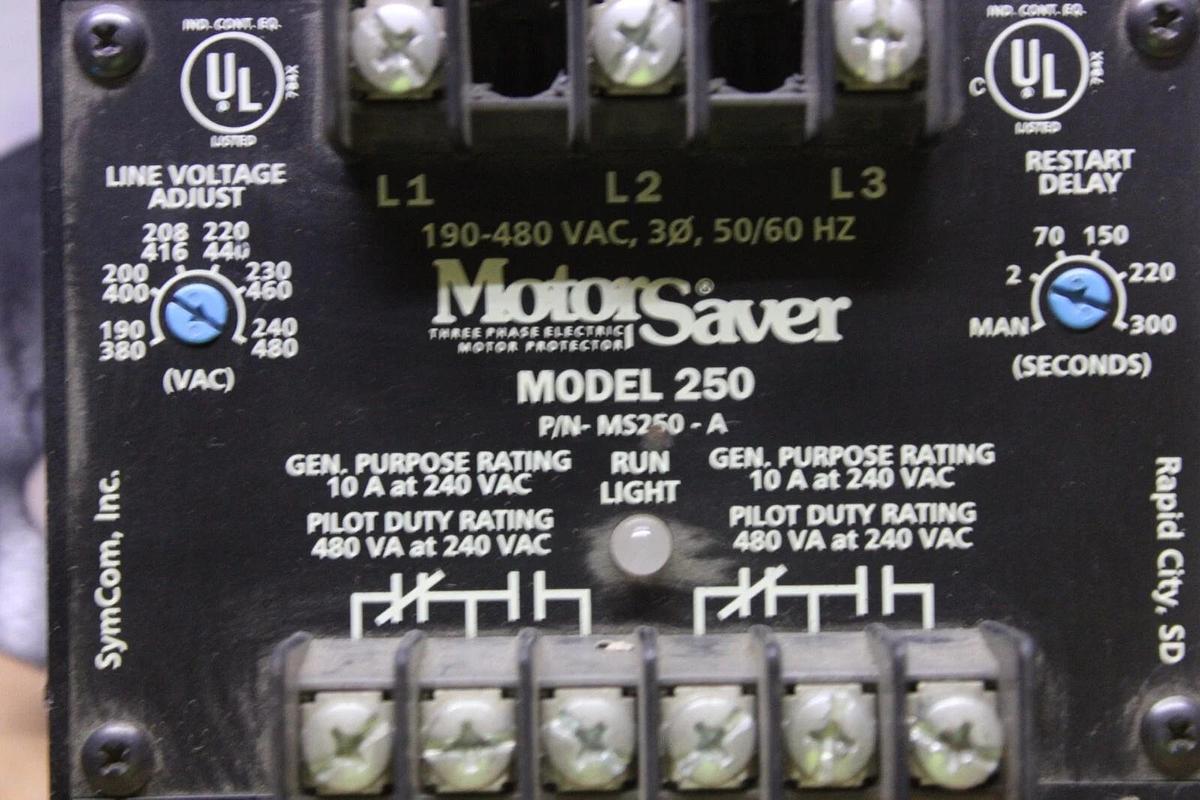 IND. CONT. EQ.
UL
784X
LISTED
IND. CONT. EQ.
C UL
784X
LISTED
LINE VOLTAGE
ADJUST
208 220
416 440
200 230
400 460
190 240
380 480
(VAC)
L1 L2 L3
190-480 VAC, 3Ø, 50/60 HZ
MotorSaver®
THREE PHASE ELECTRIC
MOTOR PROTECTOR
MODEL 250
P/N- MS250 - A
RESTART
DELAY
70 150
2 220
MAN 300
(SECONDS)
GEN. PURPOSE RATING
10 A at 240 VAC
PILOT DUTY RATING
480 VA at 240 VAC
RUN
LIGHT
GEN. PURPOSE RATING
10 A at 240 VAC
PILOT DUTY RATING
480 VA at 240 VAC
SymCom, Inc.
Rapid City, SD